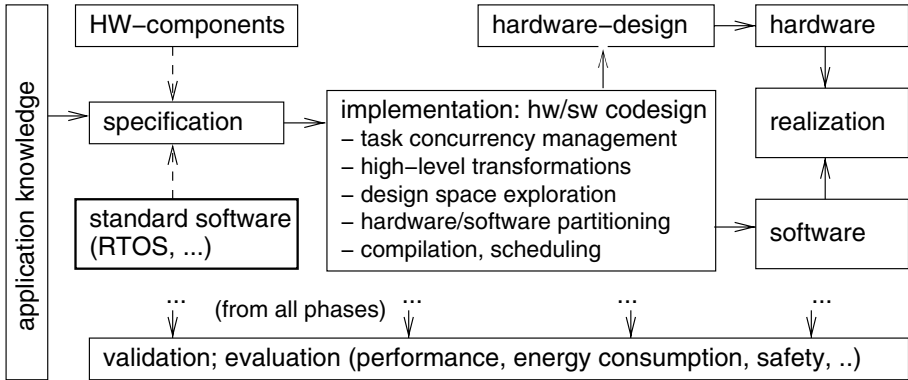 application knowledge
HW-components
specification
standard software
(RTOS, ...)
hardware-design
implementation: hw/sw codesign
- task concurrency management
- high-level transformations
- design space exploration
- hardware/software partitioning
- compilation, scheduling
hardware
realization
software
... (from all phases) ... ... ...
validation; evaluation (performance, energy consumption, safety, ..)